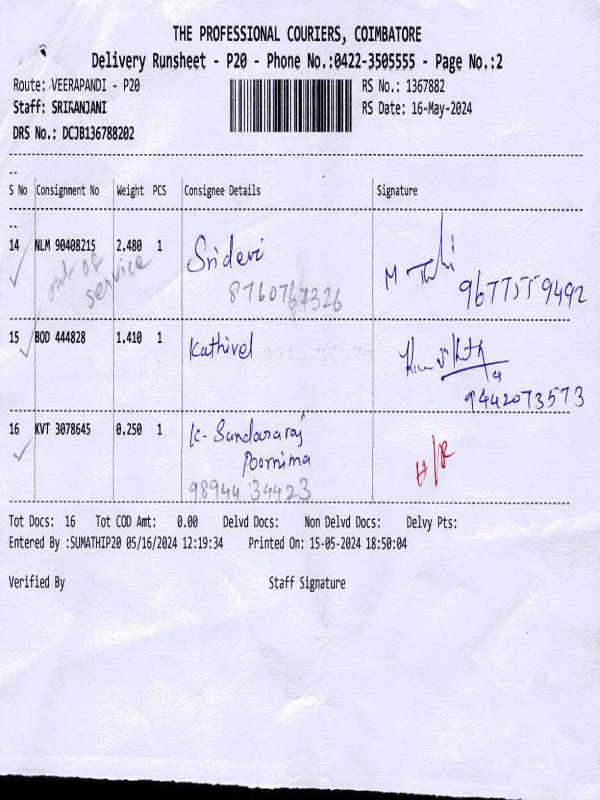 THE PROFESSIONAL COURIERS, COIMBATORE
Delivery Runsheet - P20 - Phone No.:0422-3505555 - Page No.:2
Route: VEERAPANDI - P20 RS No.: 1367882
Staff: SRIRANJANI RS Date: 16-May-2024
DRS No.: DCJB136788202
--
S No Consignment No Weight PCS Consignee Details Signature
--
14 NLM 90408215 2.480 1 Sridevi
out of service
8760767326 9677559492
15 BOD 444828 1.410 1 Kathivel
9442073573
16 KVT 3078645 0.250 1 K- Sundararaj
Poornima H/R
98944 34423
Tot Docs: 16 Tot COD Amt: 0.00 Delvd Docs: Non Delvd Docs: Delvy Pts:
Entered By :SUMATHIP20 05/16/2024 12:19:34 Printed On: 15-05-2024 18:50:04
Verified By Staff Signature